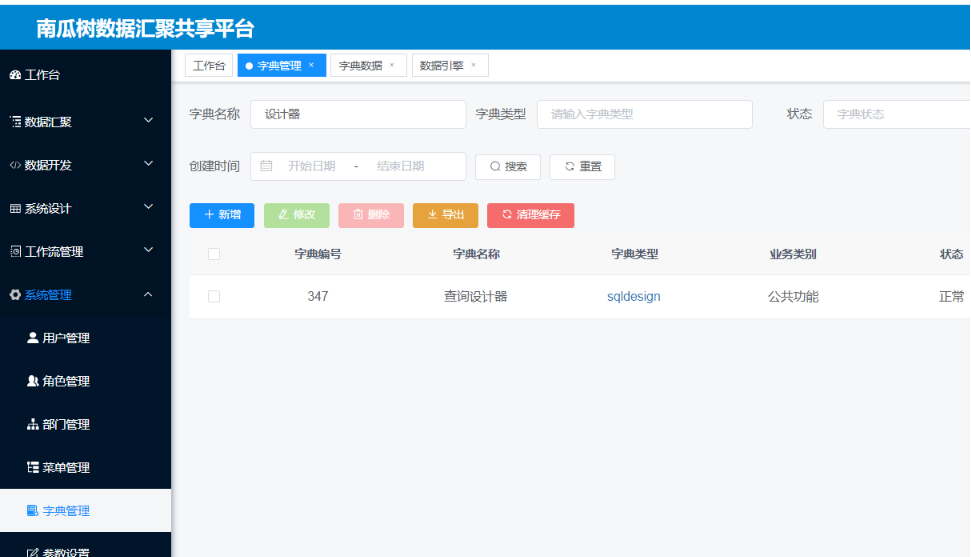 南瓜树数据汇聚共享平台
工作台
数据汇聚
数据开发
系统设计
工作流管理
系统管理
用户管理
角色管理
部门管理
菜单管理
字典管理
参数设置
工作台 字典管理 × 字典数据 × 数据引擎 ×
字典名称 设计器 字典类型 请输入字典类型 状态 字典状态
创建时间 开始日期 - 结束日期 搜索 重置
+ 新增 修改 删除 导出 清理缓存
字典编号 字典名称 字典类型 业务类别 状态
347 查询设计器 sqldesign 公共功能 正常